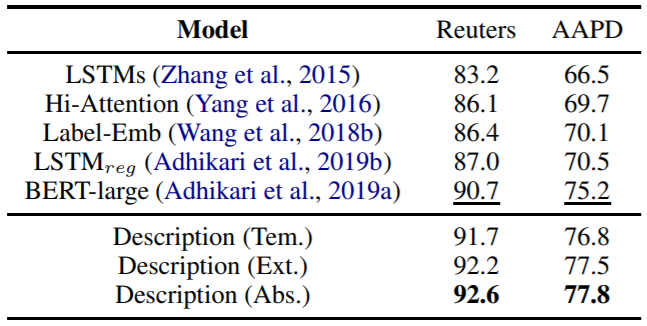 Model Reuters AAPD
LSTMs (Zhang et al., 2015) 83.2 66.5
Hi-Attention (Yang et al., 2016) 86.1 69.7
Label-Emb (Wang et al., 2018b) 86.4 70.1
LSTMreg (Adhikari et al., 2019b) 87.0 70.5
BERT-large (Adhikari et al., 2019a) 90.7 75.2
Description (Tem.) 91.7 76.8
Description (Ext.) 92.2 77.5
Description (Abs.) 92.6 77.8